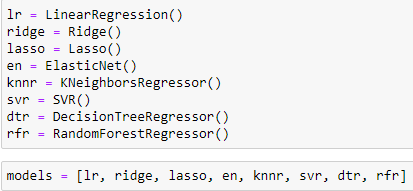 lr = LinearRegression()
ridge = Ridge()
lasso = Lasso()
en = ElasticNet()
knnr = KNeighborsRegressor()
svr = SVR()
dtr = DecisionTreeRegressor()
rfr = RandomForestRegressor()
models = [lr, ridge, lasso, en, knnr, svr, dtr, rfr]